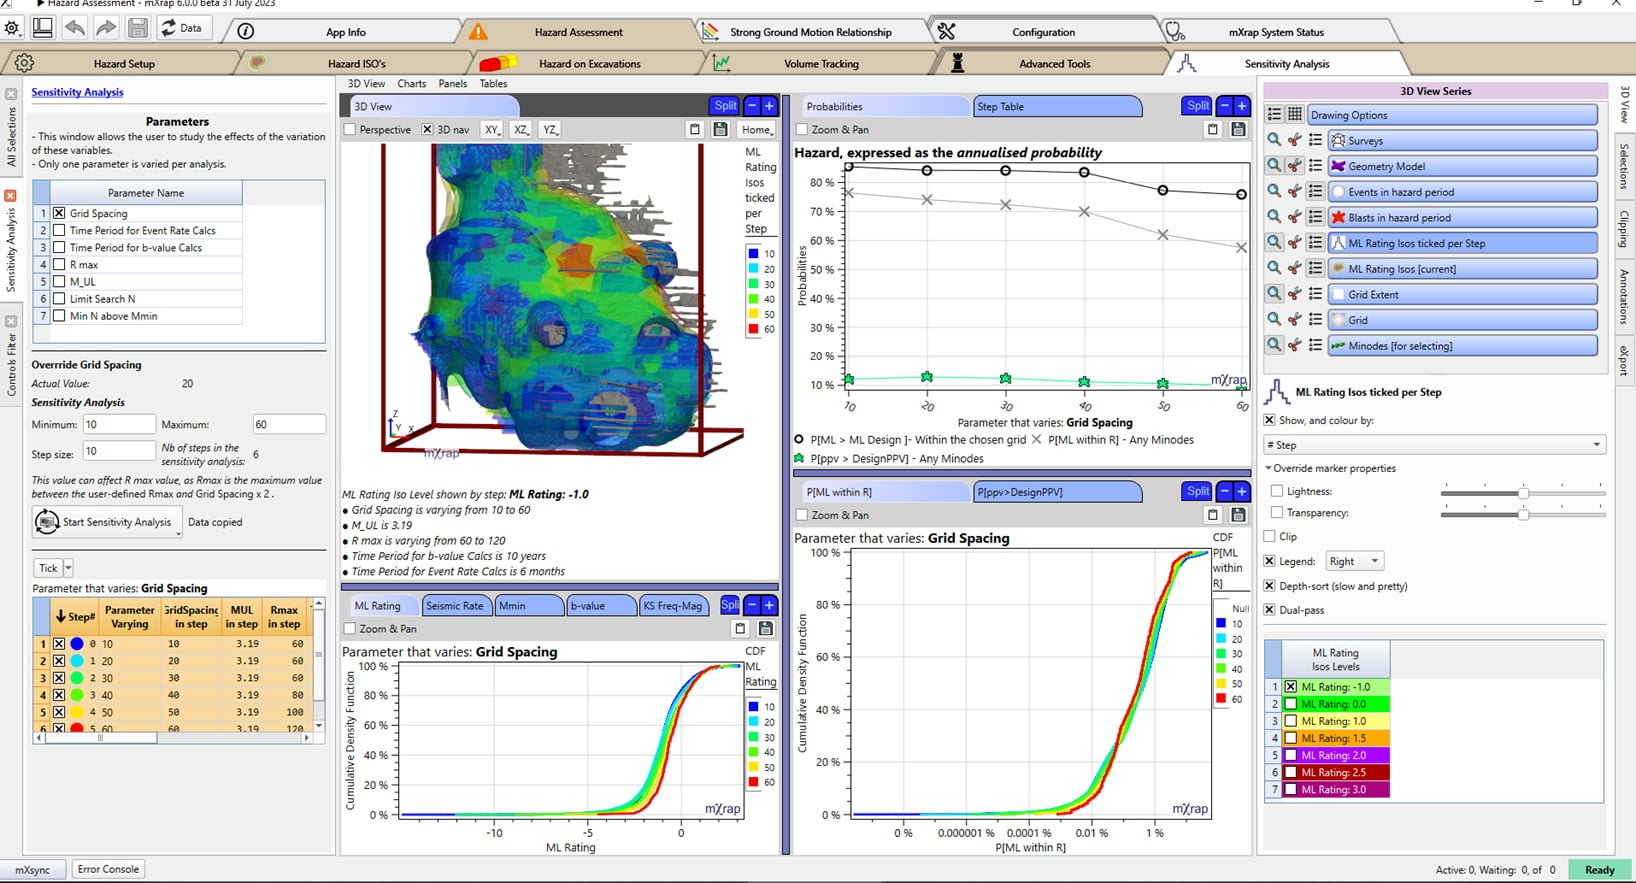 Hazard Assessment - mXrap 6.0.0 beta 31 July 2023
Data
App Info
Hazard Assessment
Strong Ground Motion Relationship
Configuration
mXrap System Status
Hazard Setup
Hazard ISO's
Hazard on Excavations
Volume Tracking
Advanced Tools
Sensitivity Analysis
All Selections
Sensitivity Analysis
Controls Filter
Sensitivity Analysis
Parameters
- This window allows the user to study the effects of the variation
of these variables.
- Only one parameter is varied per analysis.
Parameter Name
1 Grid Spacing
2 Time Period for Event Rate Calcs
3 Time Period for b-value Calcs
4 R max
5 M_UL
6 Limit Search N
7 Min N above Mmin
Overrride Grid Spacing
Actual Value: 20
Sensitivity Analysis
Minimum: 10 Maximum: 60
Step size: 10 Nb of steps in the
sensitivity analysis: 6
This value can affect R max value, as Rmax is the maximum value
between the user-defined Rmax and Grid Spacing x 2 .
Start Sensitivity Analysis Data copied
Tick
Parameter that varies: Grid Spacing
Step# Parameter Varying GridSpacing in step MUL in step Rmax in step
1 0 10 10 3.19 60
2 1 20 20 3.19 60
3 2 30 30 3.19 60
4 3 40 40 3.19 80
5 4 50 50 3.19 100
6 5 60 60 3.19 120
3D View Charts Panels Tables
3D View Split
Perspective 3D nav XY XZ YZ Home
ML
Rating
Isos
ticked
per
Step
10
20
30
40
50
60
Z
Y X
mXrap
ML Rating Iso Level shown by step: ML Rating: -1.0
• Grid Spacing is varying from 10 to 60
• M_UL is 3.19
• R max is varying from 60 to 120
• Time Period for b-value Calcs is 10 years
• Time Period for Event Rate Calcs is 6 months
ML Rating Seismic Rate Mmin b-value KS Freq-Mag Spli
Zoom & Pan
Parameter that varies: Grid Spacing
CDF
ML
Rating
10
20
30
40
50
60
Cumulative Density Function
100 %
80 %
60 %
40 %
20 %
0 %
mXrap
-10 -5 0
ML Rating
Probabilities Step Table Split
Zoom & Pan
Hazard, expressed as the annualised probability
Probabilities
80 %
70 %
60 %
50 %
40 %
30 %
20 %
10 %
mXrap
10 20 30 40 50 60
Parameter that varies: Grid Spacing
P[ML > ML Design ]- Within the chosen grid P[ML within R] - Any Minodes
P[ppv > DesignPPV] - Any Minodes
P[ML within R] P[ppv>DesignPPV] Split
Zoom & Pan
Parameter that varies: Grid Spacing
CDF
P[ML
within
R]
Null
10
20
30
40
50
60
Cumulative Density Function
100 %
80 %
60 %
40 %
20 %
0 %
mXrap
0 % 0.000001 % 0.0001 % 0.01 % 1 %
P[ML within R]
3D View Series
Drawing Options
Surveys
Geometry Model
Events in hazard period
Blasts in hazard period
ML Rating Isos ticked per Step
ML Rating Isos [current]
Grid Extent
Grid
Minodes [for selecting]
3D View
Selections
Clipping
Annotations
eXport
ML Rating Isos ticked per Step
Show, and colour by:
# Step
Override marker properties
Lightness:
Transparency:
Clip
Legend: Right
Depth-sort (slow and pretty)
Dual-pass
ML Rating
Isos Levels
1 ML Rating: -1.0
2 ML Rating: 0.0
3 ML Rating: 1.0
4 ML Rating: 1.5
5 ML Rating: 2.0
6 ML Rating: 2.5
7 ML Rating: 3.0
mXsync Error Console
Active: 0, Waiting: 0, of 0 Ready